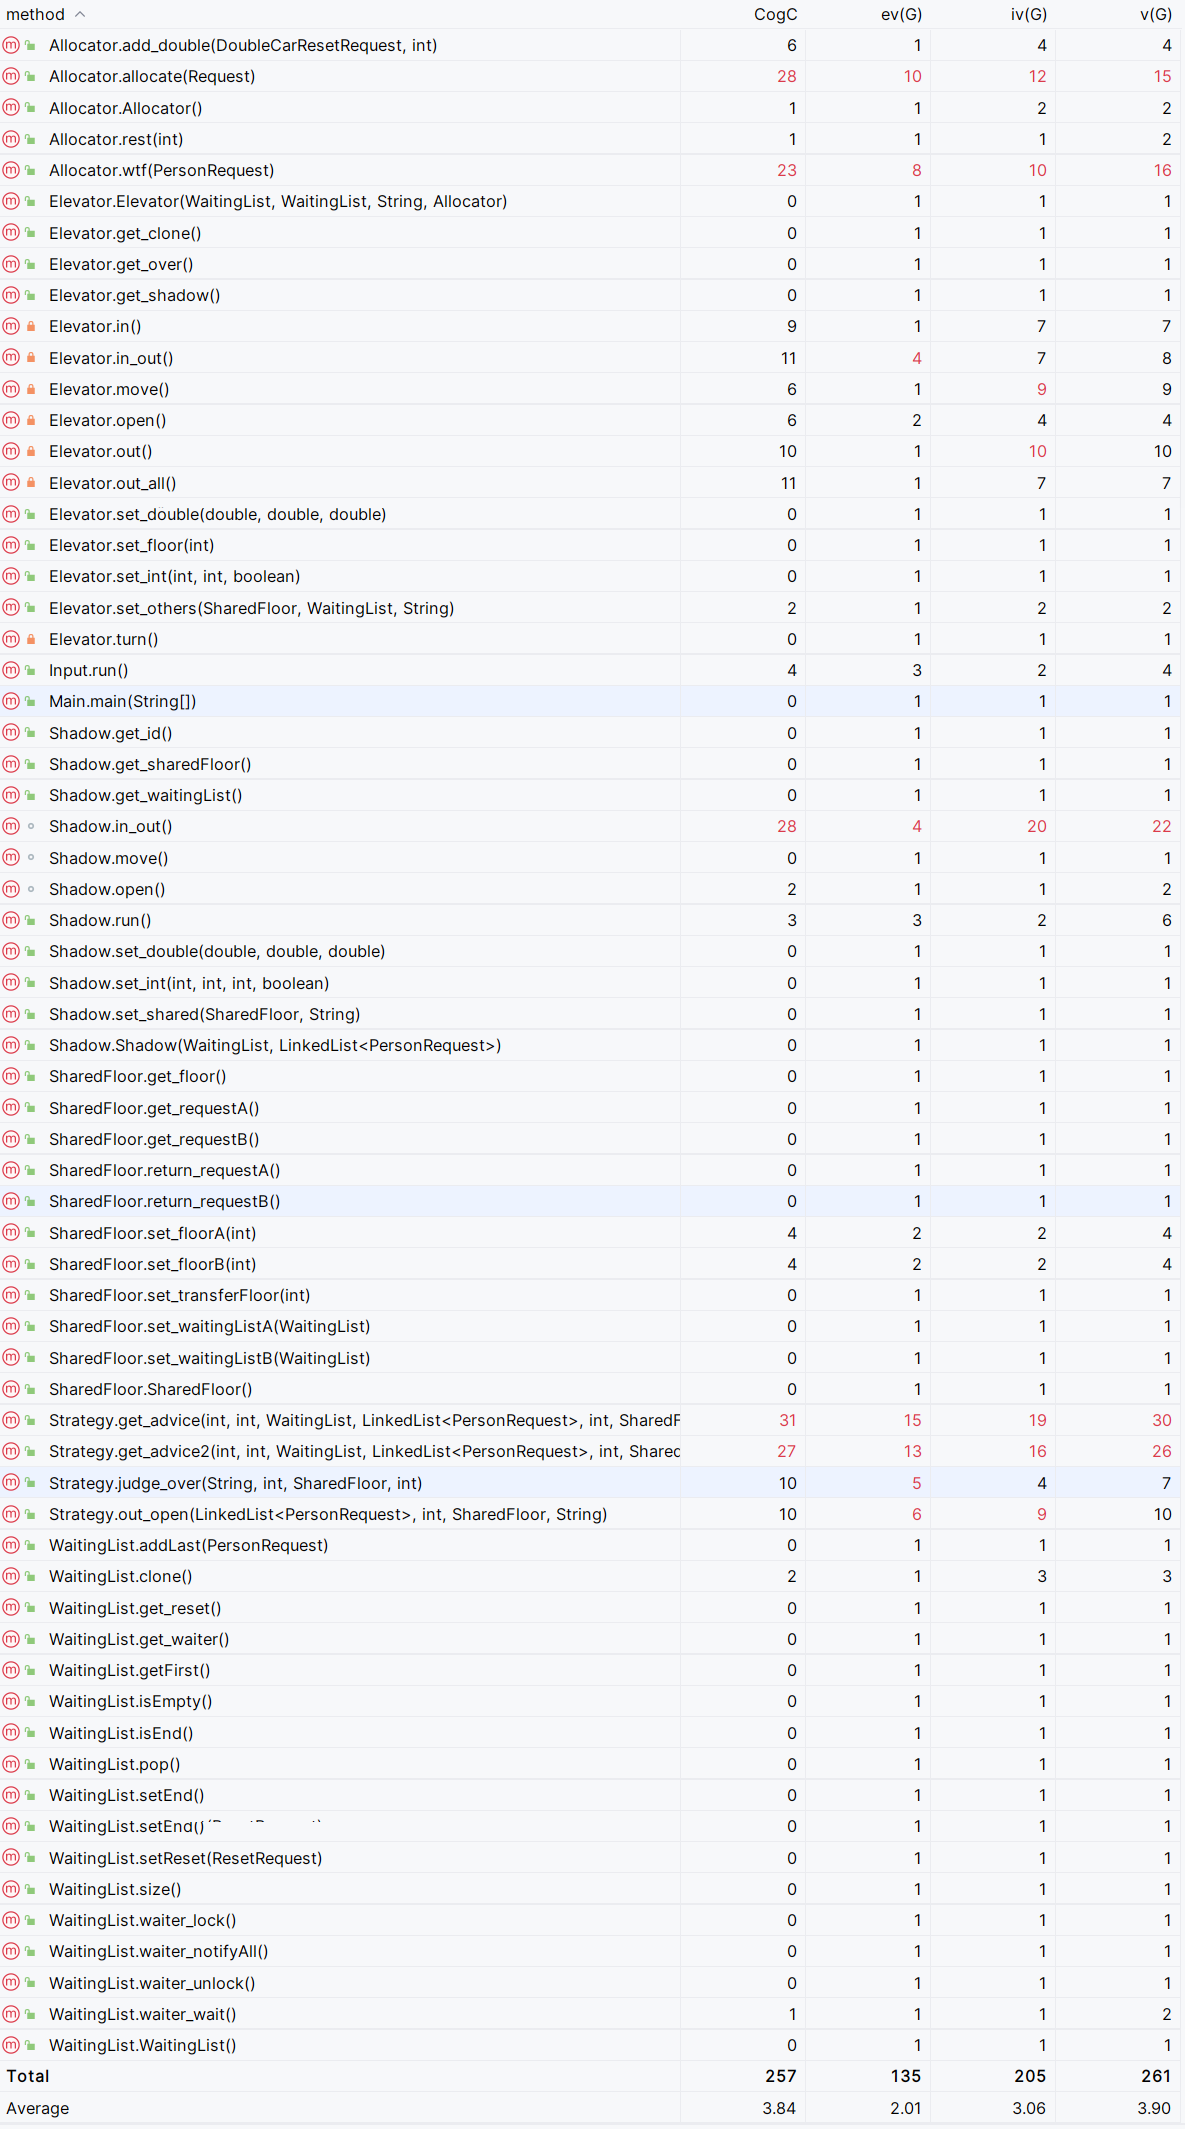 method CogC ev(G) iv(G) v(G)
Allocator.add_double(DoubleCarResetRequest, int) 6 1 4 4
Allocator.allocate(Request) 28 10 12 15
Allocator.Allocator() 1 1 2 2
Allocator.rest(int) 1 1 1 2
Allocator.wtf(PersonRequest) 23 8 10 16
Elevator.Elevator(WaitingList, WaitingList, String, Allocator) 0 1 1 1
Elevator.get_clone() 0 1 1 1
Elevator.get_over() 0 1 1 1
Elevator.get_shadow() 0 1 1 1
Elevator.in() 9 1 7 7
Elevator.in_out() 11 4 7 8
Elevator.move() 6 1 9 9
Elevator.open() 6 2 4 4
Elevator.out() 10 1 10 10
Elevator.out_all() 11 1 7 7
Elevator.set_double(double, double, double) 0 1 1 1
Elevator.set_floor(int) 0 1 1 1
Elevator.set_int(int, int, boolean) 0 1 1 1
Elevator.set_others(SharedFloor, WaitingList, String) 2 1 2 2
Elevator.turn() 0 1 1 1
Input.run() 4 3 2 4
Main.main(String[]) 0 1 1 1
Shadow.get_id() 0 1 1 1
Shadow.get_sharedFloor() 0 1 1 1
Shadow.get_waitingList() 0 1 1 1
Shadow.in_out() 28 4 20 22
Shadow.move() 0 1 1 1
Shadow.open() 2 1 1 2
Shadow.run() 3 3 2 6
Shadow.set_double(double, double, double) 0 1 1 1
Shadow.set_int(int, int, int, boolean) 0 1 1 1
Shadow.set_shared(SharedFloor, String) 0 1 1 1
Shadow.Shadow(WaitingList, LinkedList<PersonRequest>) 0 1 1 1
SharedFloor.get_floor() 0 1 1 1
SharedFloor.get_requestA() 0 1 1 1
SharedFloor.get_requestB() 0 1 1 1
SharedFloor.return_requestA() 0 1 1 1
SharedFloor.return_requestB() 0 1 1 1
SharedFloor.set_floorA(int) 4 2 2 4
SharedFloor.set_floorB(int) 4 2 2 4
SharedFloor.set_transferFloor(int) 0 1 1 1
SharedFloor.set_waitingListA(WaitingList) 0 1 1 1
SharedFloor.set_waitingListB(WaitingList) 0 1 1 1
SharedFloor.SharedFloor() 0 1 1 1
Strategy.get_advice(int, int, WaitingList, LinkedList<PersonRequest>, int, SharedF 31 15 19 30
Strategy.get_advice2(int, int, WaitingList, LinkedList<PersonRequest>, int, Shared 27 13 16 26
Strategy.judge_over(String, int, SharedFloor, int) 10 5 4 7
Strategy.out_open(LinkedList<PersonRequest>, int, SharedFloor, String) 10 6 9 10
WaitingList.addLast(PersonRequest) 0 1 1 1
WaitingList.clone() 2 1 3 3
WaitingList.get_reset() 0 1 1 1
WaitingList.get_waiter() 0 1 1 1
WaitingList.getFirst() 0 1 1 1
WaitingList.isEmpty() 0 1 1 1
WaitingList.isEnd() 0 1 1 1
WaitingList.pop() 0 1 1 1
WaitingList.setEnd() 0 1 1 1
WaitingList.setEnd() 0 1 1 1
WaitingList.setReset(ResetRequest) 0 1 1 1
WaitingList.size() 0 1 1 1
WaitingList.waiter_lock() 0 1 1 1
WaitingList.waiter_notifyAll() 0 1 1 1
WaitingList.waiter_unlock() 0 1 1 1
WaitingList.waiter_wait() 1 1 1 2
WaitingList.WaitingList() 0 1 1 1
Total 257 135 205 261
Average 3.84 2.01 3.06 3.90